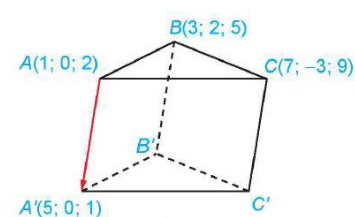 B(3; 2; 5)
A(1; 0; 2)
C(7; −3; 9)
B'
A'(5; 0; 1)
C'